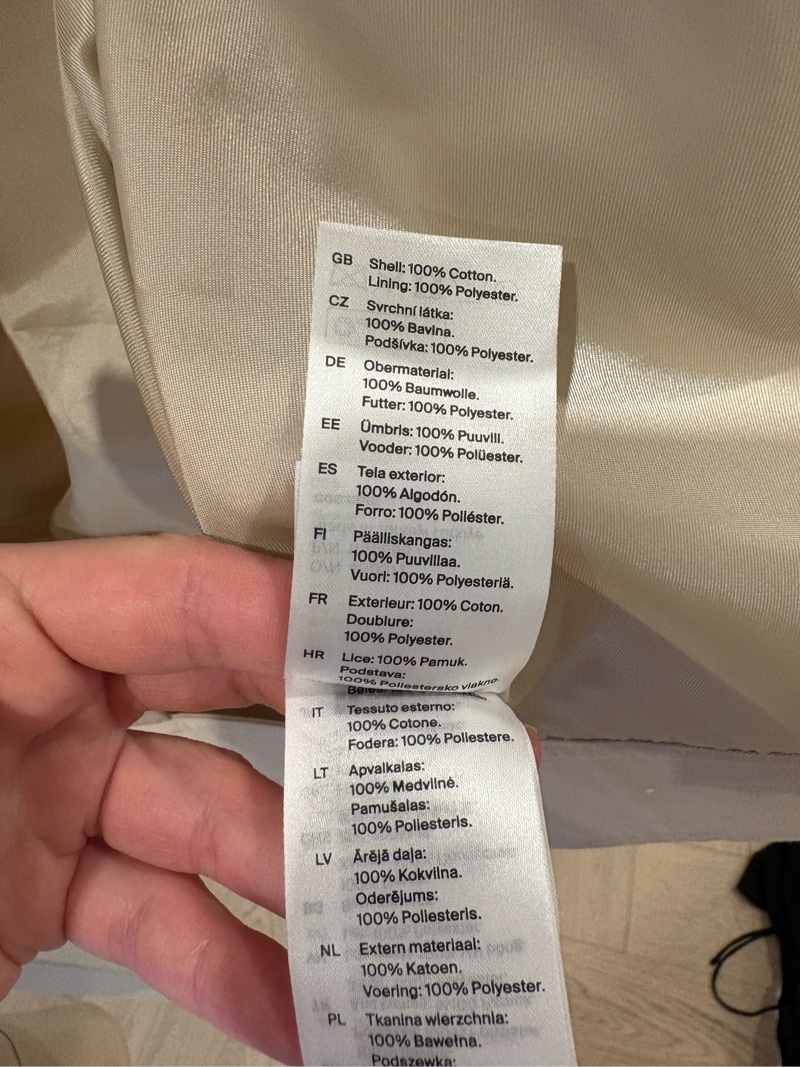 GB Shell: 100% Cotton.
Lining: 100% Polyester.
CZ Svrchní látka:
100% Bavlna.
Podšívka: 100% Polyester.
DE Obermaterial:
100% Baumwolle.
Futter: 100% Polyester.
EE Ümbris: 100% Puuvill.
Vooder: 100% Polüester.
ES Tela exterior:
100% Algodón.
Forro: 100% Poliéster.
FI Päälliskangas:
100% Puuvillaa.
Vuori: 100% Polyesteriä.
FR Exterieur: 100% Coton.
Doublure:
100% Polyester.
HR Lice: 100% Pamuk.
Podstava:
100% Poliestersko vlakno.
IT Tessuto esterno:
100% Cotone.
Fodera: 100% Poliestere.
LT Apvalkalas:
100% Medvilnė.
Pamušalas:
100% Poliesteris.
LV Ārējā daļa:
100% Kokvilna.
Oderējums:
100% Poliesteris.
NL Extern materiaal:
100% Katoen.
Voering: 100% Polyester.
PL Tkanina wierzchnia:
100% Bawełna.
Podszewka: